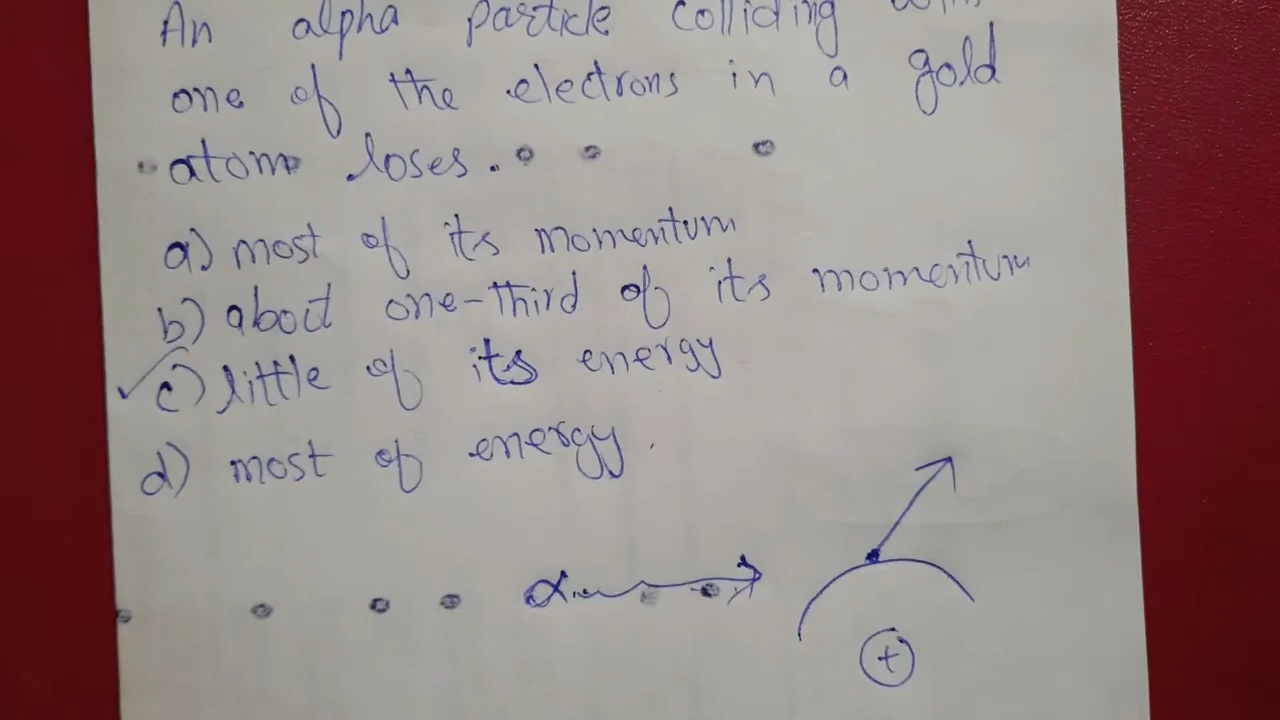 An alpha particle colliding with
one of the electrons in a gold
atom loses.
a) most of its momentum
b) about one-third of its momentum
c) little of its energy
d) most of energy.
α
+